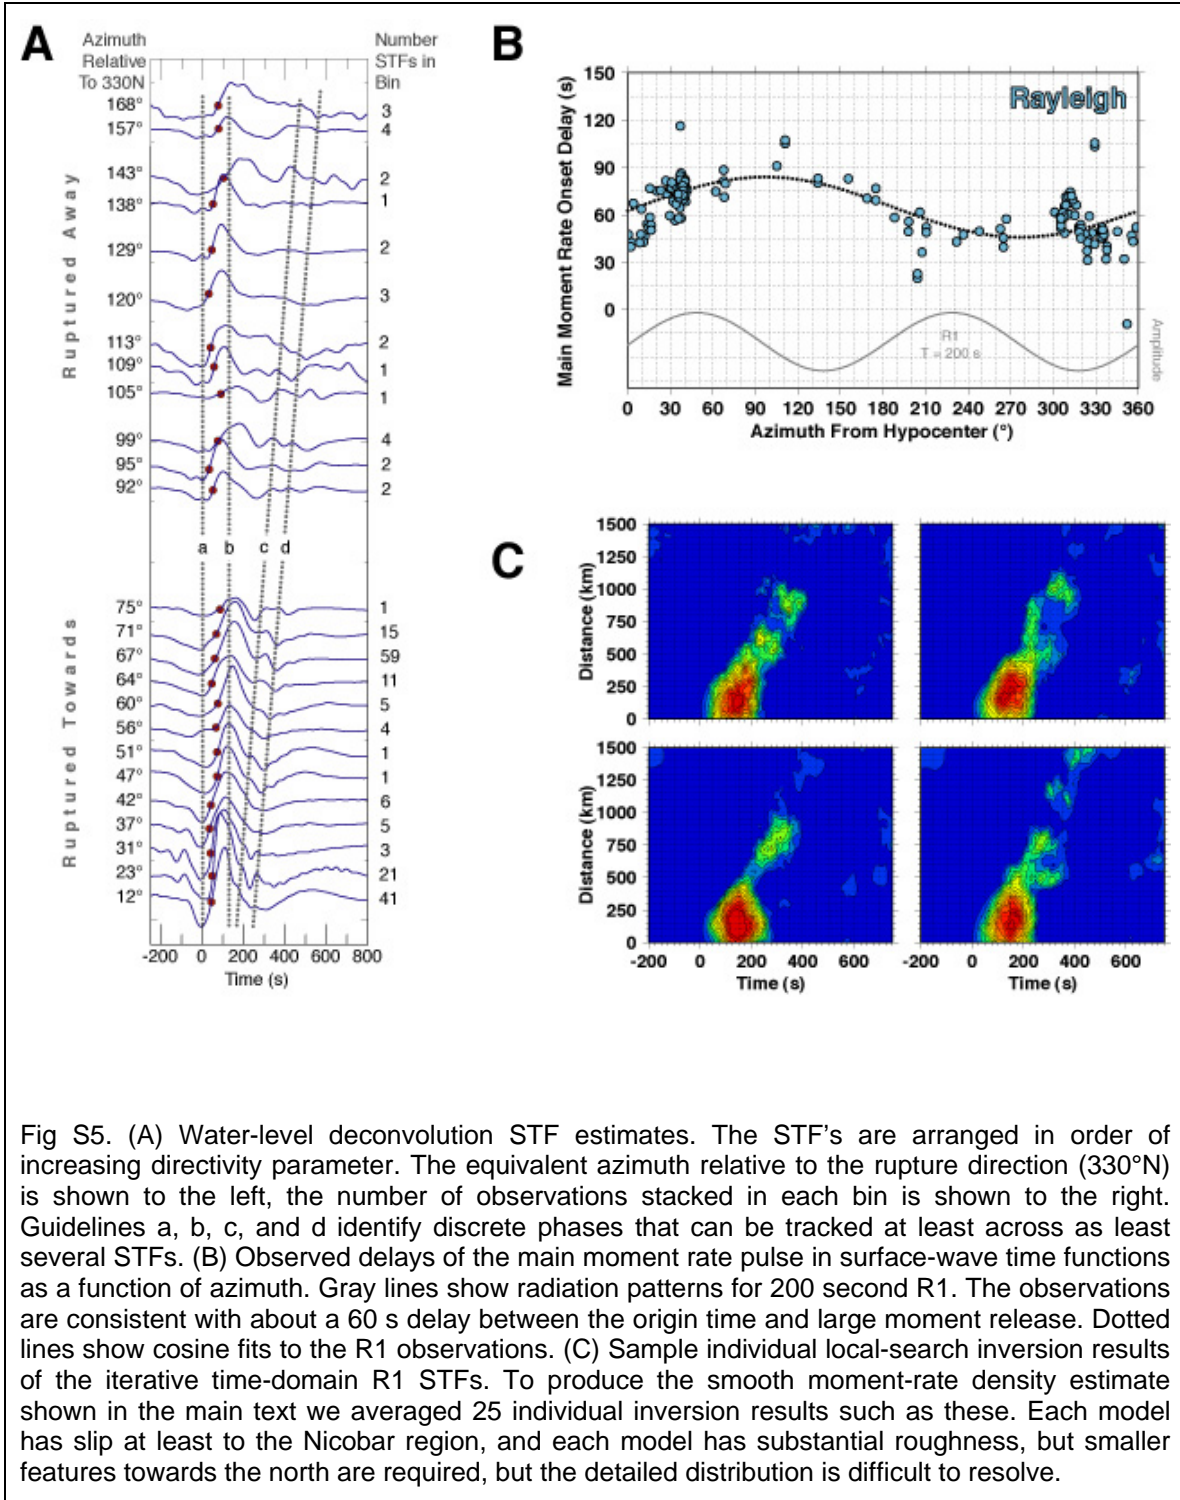 A
Azimuth
Relative
To 330N
Number
STFs in
Bin
168°
3
157°
4
143°
2
138°
1
129°
2
120°
3
113°
2
109°
1
105°
1
99°
4
95°
2
92°
2
Ruptured Away
a b c d
75°
1
71°
15
67°
59
64°
11
60°
5
56°
4
51°
1
47°
1
42°
6
37°
5
31°
3
23°
21
12°
41
Ruptured Towards
-200 0 200 400 600 800
Time (s)
B
Rayleigh
Main Moment Rate Onset Delay (s)
150
120
90
60
30
0
R1
T = 200 s
Amplitude
0 30 60 90 120 150 180 210 240 270 300 330 360
Azimuth From Hypocenter (°)
C
Distance (km)
1500
1250
1000
750
500
250
0
Distance (km)
1500
1250
1000
750
500
250
0
-200 0 200 400 600
Time (s)
-200 0 200 400 600
Time (s)
Fig S5. (A) Water-level deconvolution STF estimates. The STF's are arranged in order of
increasing directivity parameter. The equivalent azimuth relative to the rupture direction (330°N)
is shown to the left, the number of observations stacked in each bin is shown to the right.
Guidelines a, b, c, and d identify discrete phases that can be tracked at least across as least
several STFs. (B) Observed delays of the main moment rate pulse in surface-wave time functions
as a function of azimuth. Gray lines show radiation patterns for 200 second R1. The observations
are consistent with about a 60 s delay between the origin time and large moment release. Dotted
lines show cosine fits to the R1 observations. (C) Sample individual local-search inversion results
of the iterative time-domain R1 STFs. To produce the smooth moment-rate density estimate
shown in the main text we averaged 25 individual inversion results such as these. Each model
has slip at least to the Nicobar region, and each model has substantial roughness, but smaller
features towards the north are required, but the detailed distribution is difficult to resolve.